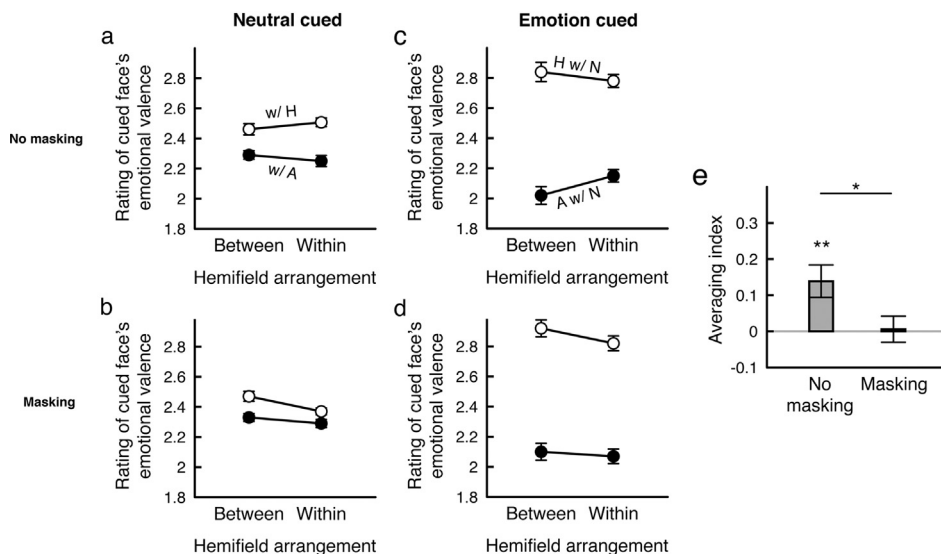 Neutral cued
Emotion cued
No masking
a
Rating of cued face's
emotional valence
2.8
2.6
2.4
2.2
2
1.8
w/ H
w/A
Between Within
Hemifield arrangement
c
Rating of cued face's
emotional valence
2.8
2.6
2.4
2.2
2
1.8
H w/ N
A w/ N
Between Within
Hemifield arrangement
Masking
b
Rating of cued face's
emotional valence
2.8
2.6
2.4
2.2
2
1.8
Between Within
Hemifield arrangement
d
Rating of cued face's
emotional valence
2.8
2.6
2.4
2.2
2
1.8
Between Within
Hemifield arrangement
e
Averaging index
0.3
0.2
0.1
0
-0.1
*
**
No
masking
Masking